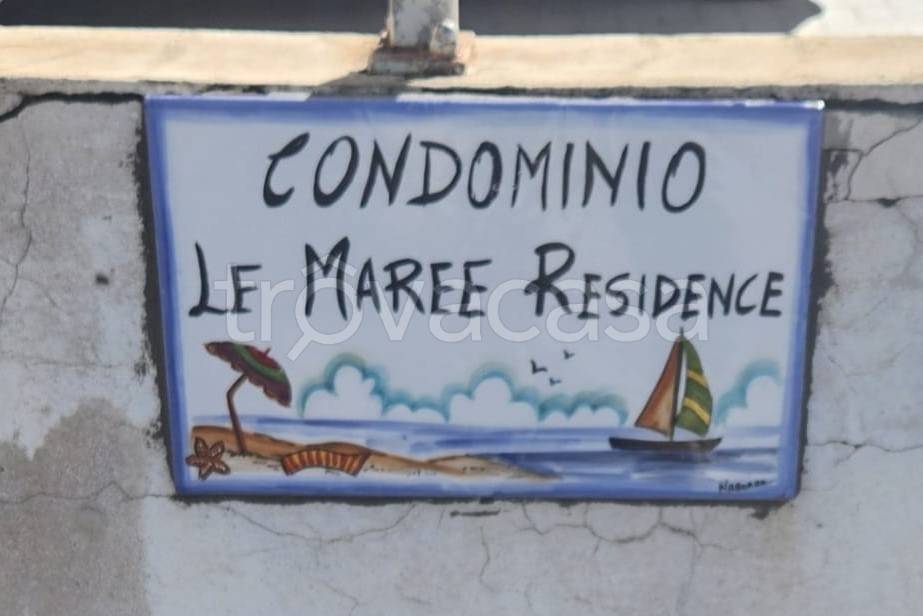 CONDOMINIO
LE MAREE RESIDENCE
trovacasa